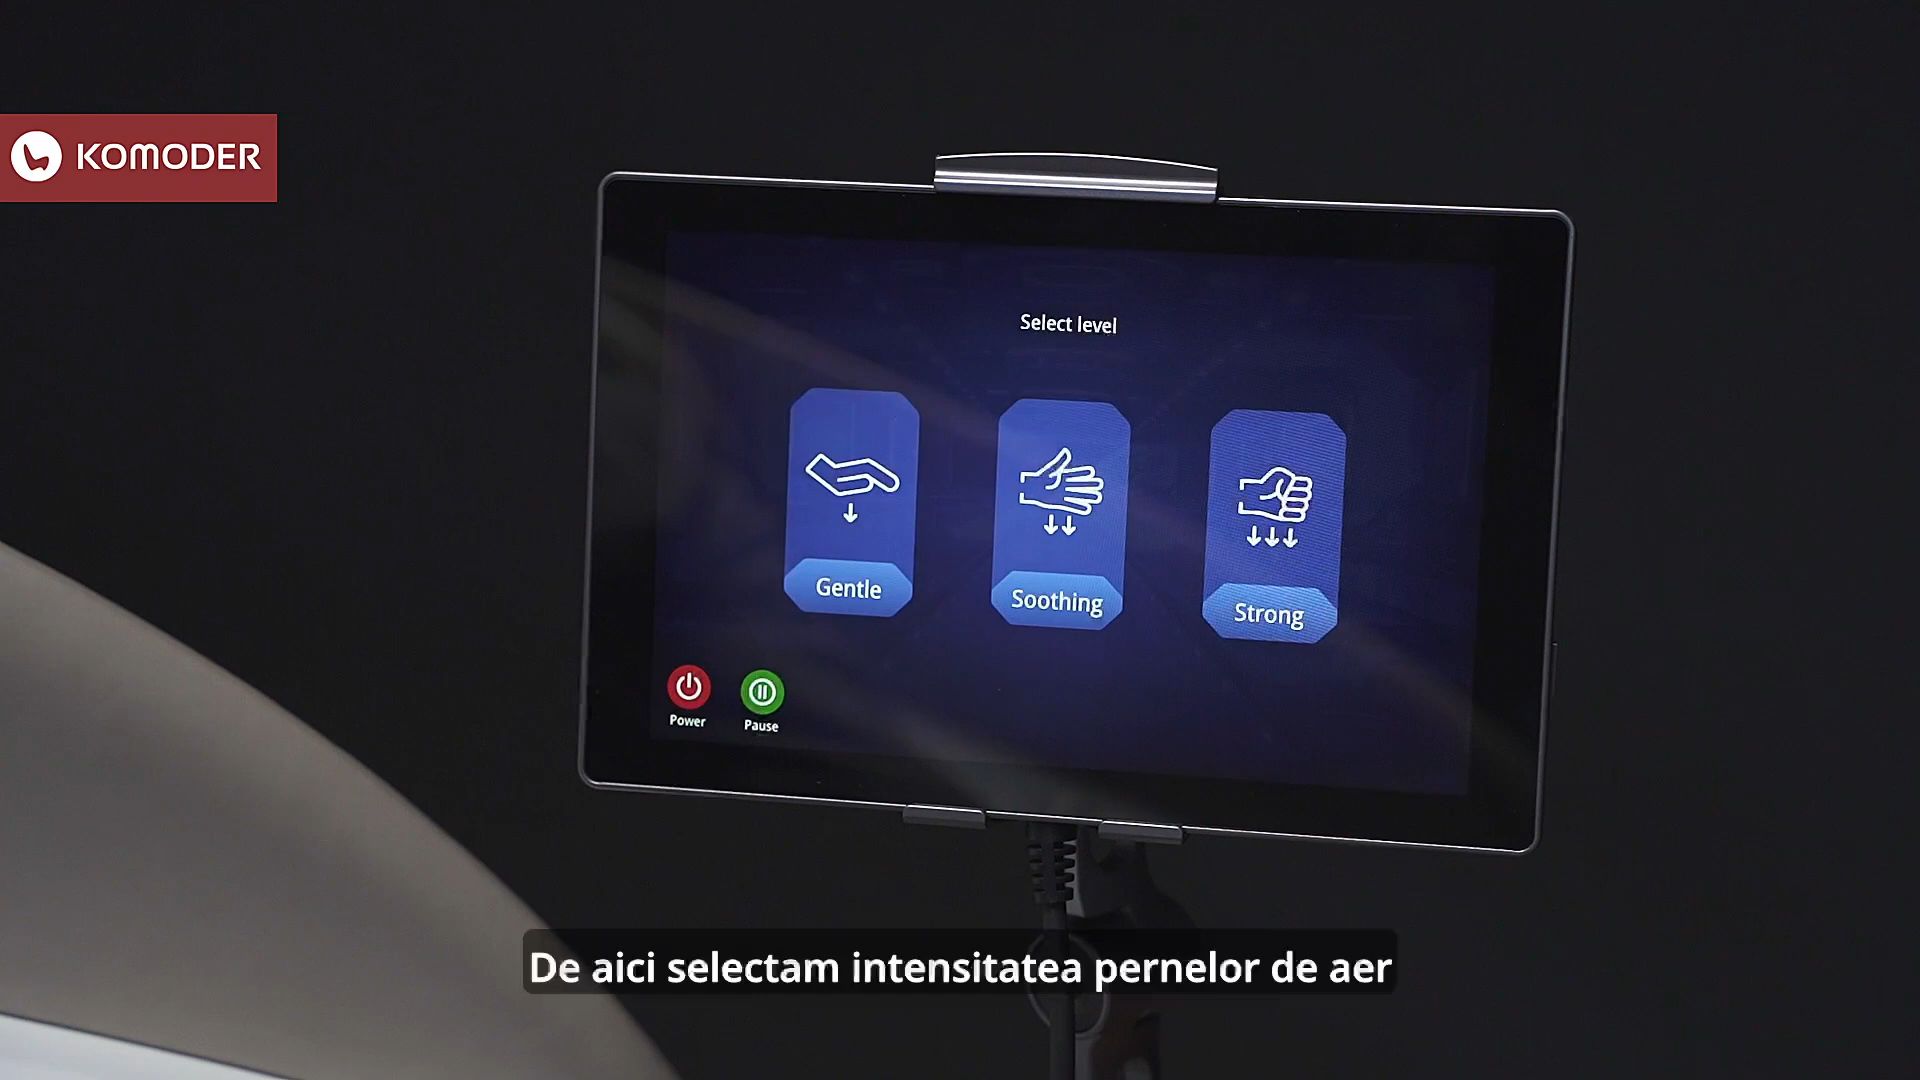 KOMODER
Select level
Gentle
Soothing
Strong
Power
Pause
De aici selectam intensitatea pernelor de aer